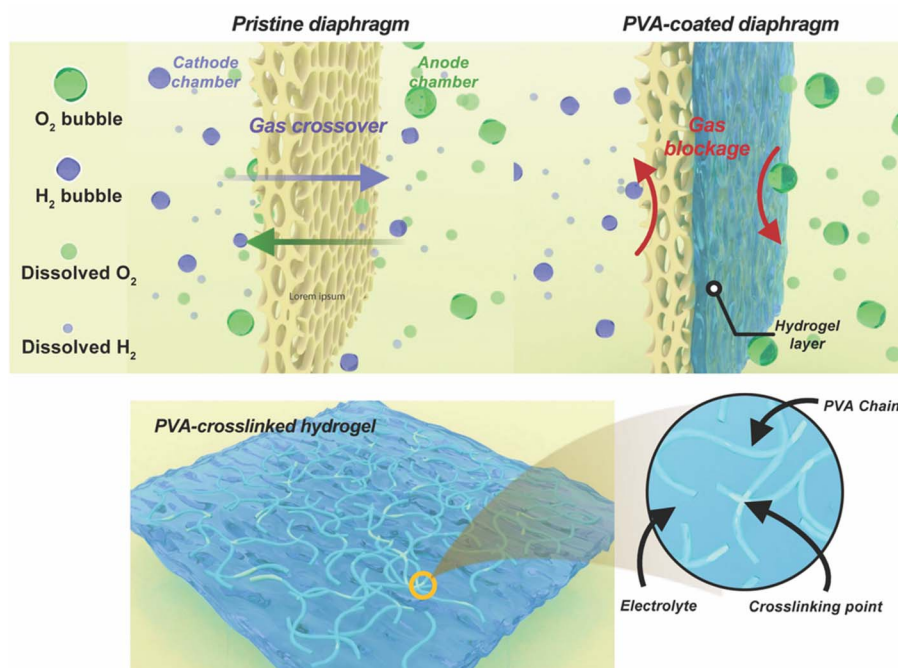 Pristine diaphragm
PVA-coated diaphragm
Cathode
chamber
Anode
chamber
O2 bubble
H2 bubble
Dissolved O2
Dissolved H2
Gas crossover
Lorem ipsum
Gas
blockage
Hydrogel
layer
PVA-crosslinked hydrogel
PVA Chain
Electrolyte
Crosslinking point